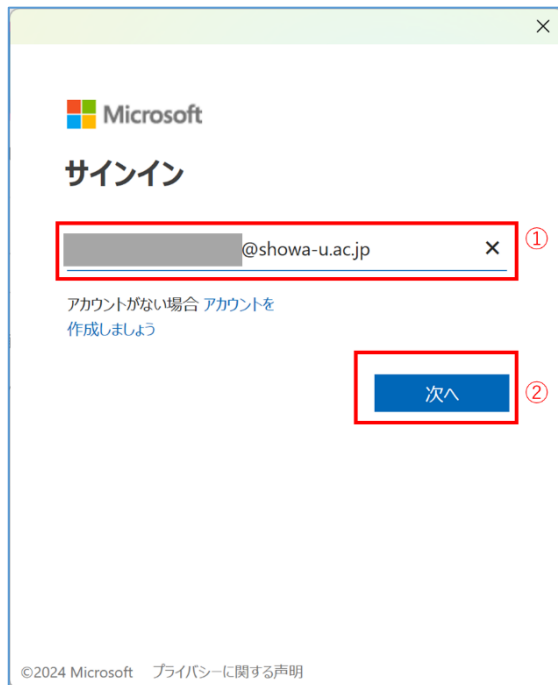 Microsoft
サインイン
@showa-u.ac.jp
①
アカウントがない場合 アカウントを
作成しましょう
次へ
②
©2024 Microsoft プライバシーに関する声明